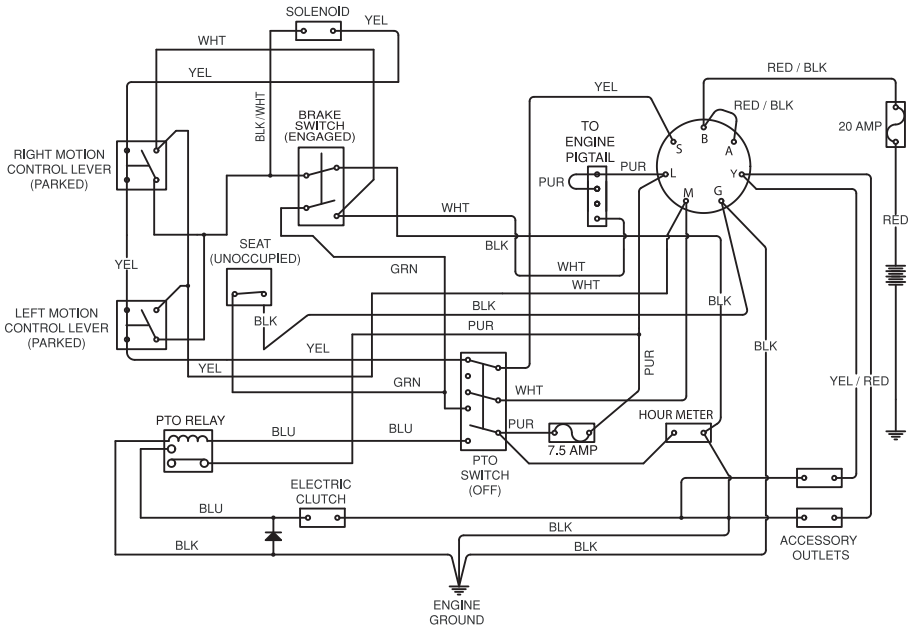 SOLENOID
YEL
WHT
YEL
RED / BLK
YEL
RED / BLK
BLK/WHT
BRAKE
SWITCH
(ENGAGED)
TO
ENGINE
PIGTAIL
B
A
S
20 AMP
RIGHT MOTION
CONTROL LEVER
(PARKED)
PUR
PUR
L
Y
M
G
WHT
RED
SEAT
(UNOCCUPIED)
BLK
YEL
GRN
WHT
WHT
BLK
BLK
LEFT MOTION
CONTROL LEVER
(PARKED)
BLK
PUR
YEL
BLK
YEL
GRN
PUR
YEL / RED
WHT
PTO RELAY
BLU
BLU
PUR
HOUR METER
7.5 AMP
PTO
SWITCH
(OFF)
ELECTRIC
CLUTCH
BLU
BLK
BLK
BLK
ACCESSORY
OUTLETS
ENGINE
GROUND